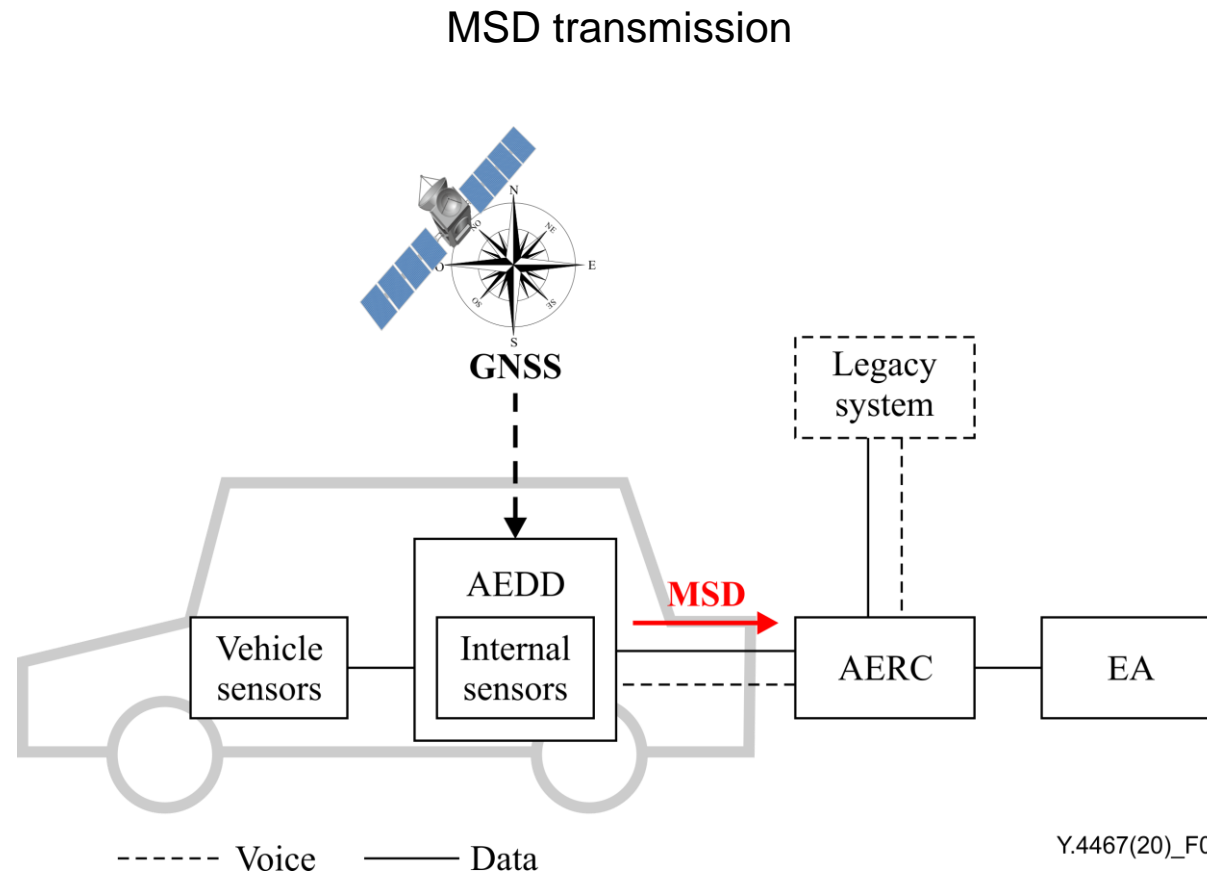 MSD transmission
N
NO
NE
O
E
SO
SE
S
GNSS
Legacy
system
AEDD
MSD
Vehicle
sensors
Internal
sensors
AERC
EA
Voice
Data
Y.4467(20)_F0